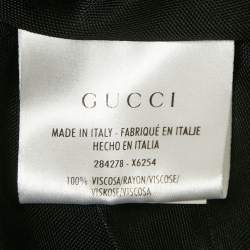 GUCCI
MADE IN ITALY - FABRIQUÉ EN ITALIE
HECHO EN ITALIA
284278 - X6254
100% VISCOSA/RAYON/VISCOSE/
VISKOSE/VISCOSA